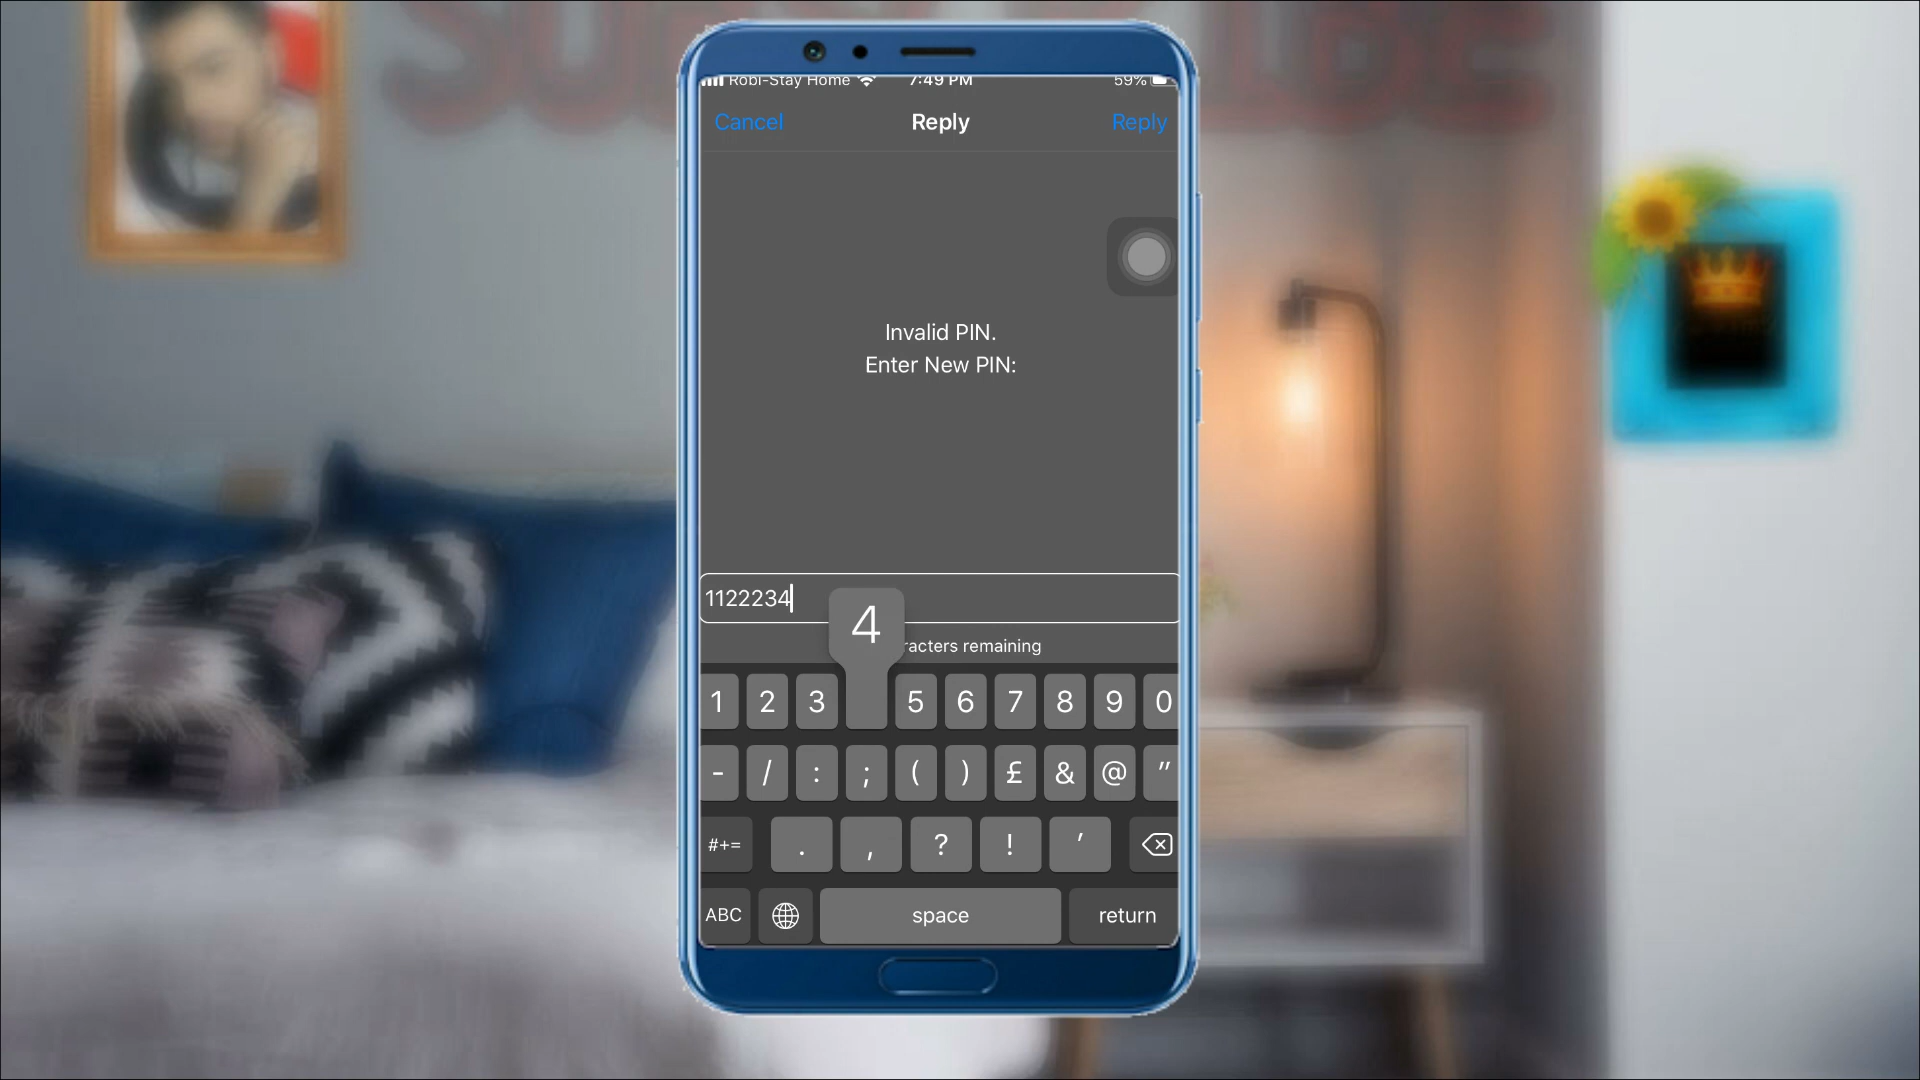 SUBSCRIBE
Robi-Stay Home 7:49 PM 59%
Cancel Reply Reply
Invalid PIN.
Enter New PIN:
1122234
4
racters remaining
1 2 3 5 6 7 8 9 0
- / : ; ( ) £ & @ "
#+= . , ? ! '
ABC space return